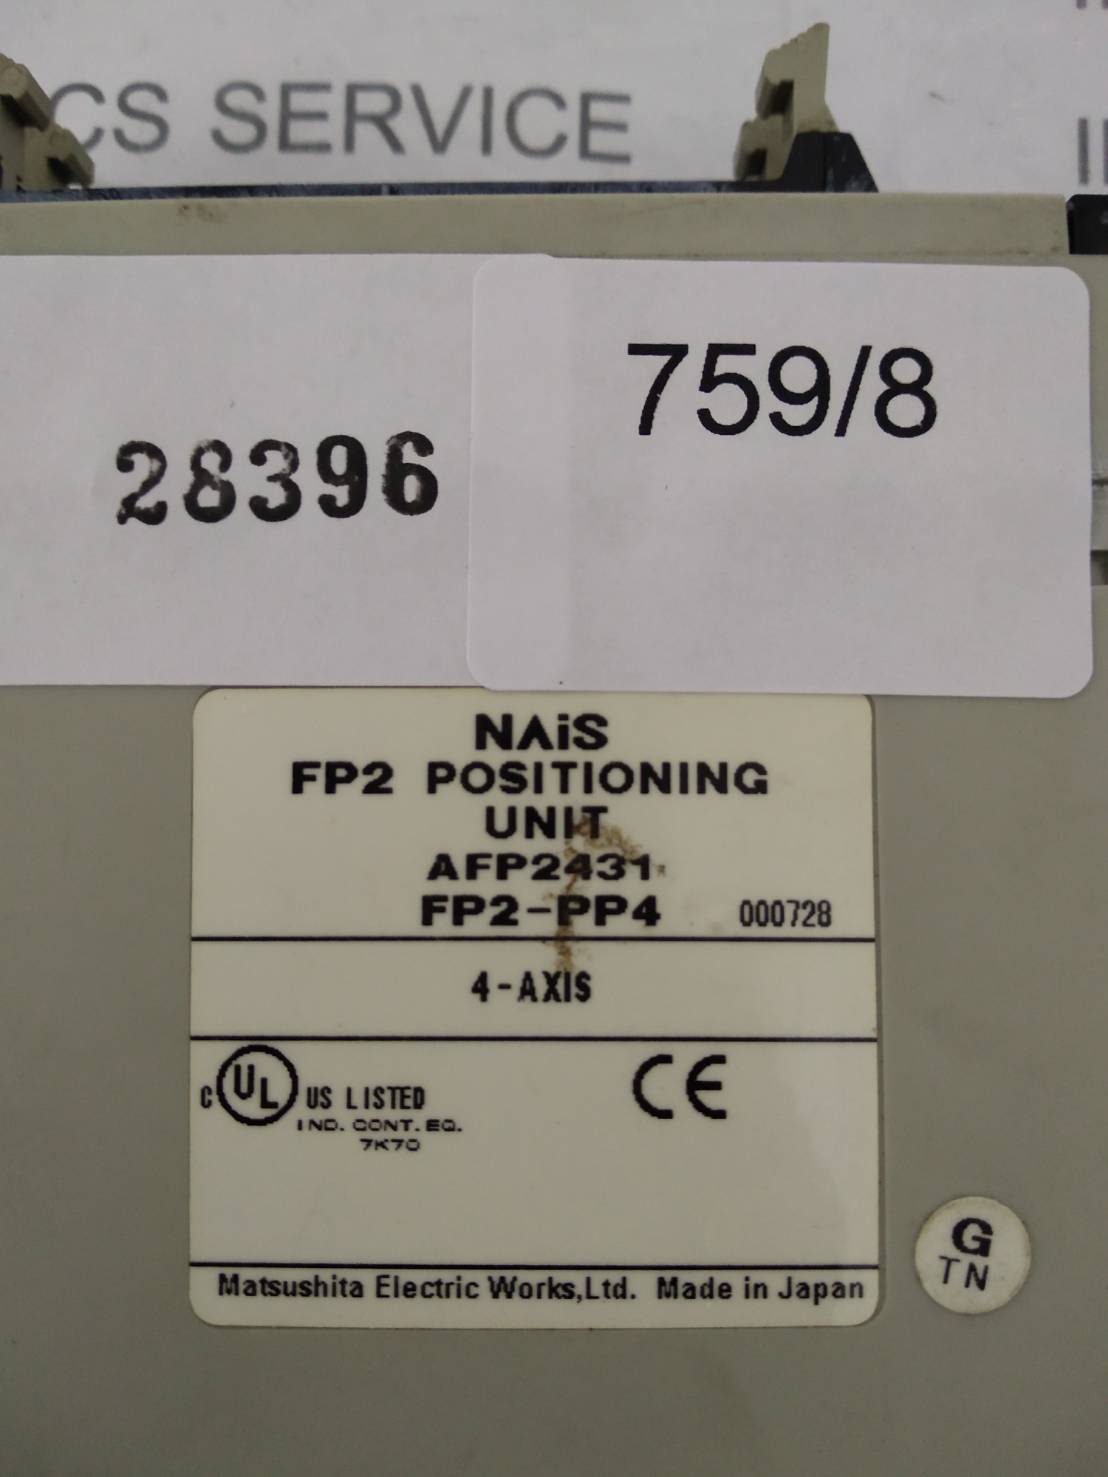 CS SERVICE
759/8
28396
NAiS
FP2 POSITIONING
UNIT
AFP2431
FP2-PP4 000728
4-AXIS
C UL US LISTED
IND. CONT. EQ.
7K70
CE
G
TN
Matsushita Electric Works,Ltd. Made in Japan